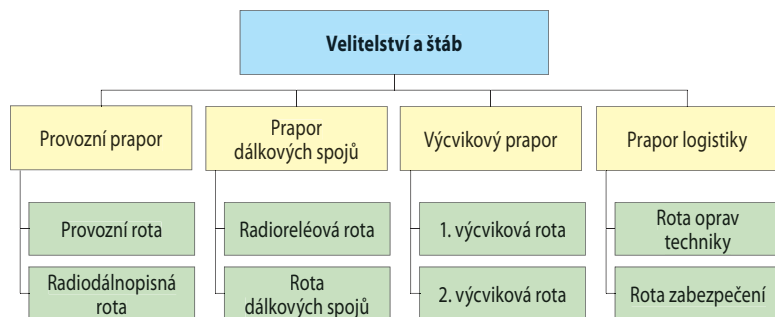 Velitelství a štáb
Provozní prapor
Prapor
dálkových spojů
Výcvikový prapor
Prapor logistiky
Provozní rota
Radioreléová rota
1. výcviková rota
Rota oprav
techniky
Radiodálnopisná
rota
Rota
dálkových spojů
2. výcviková rota
Rota zabezpečení